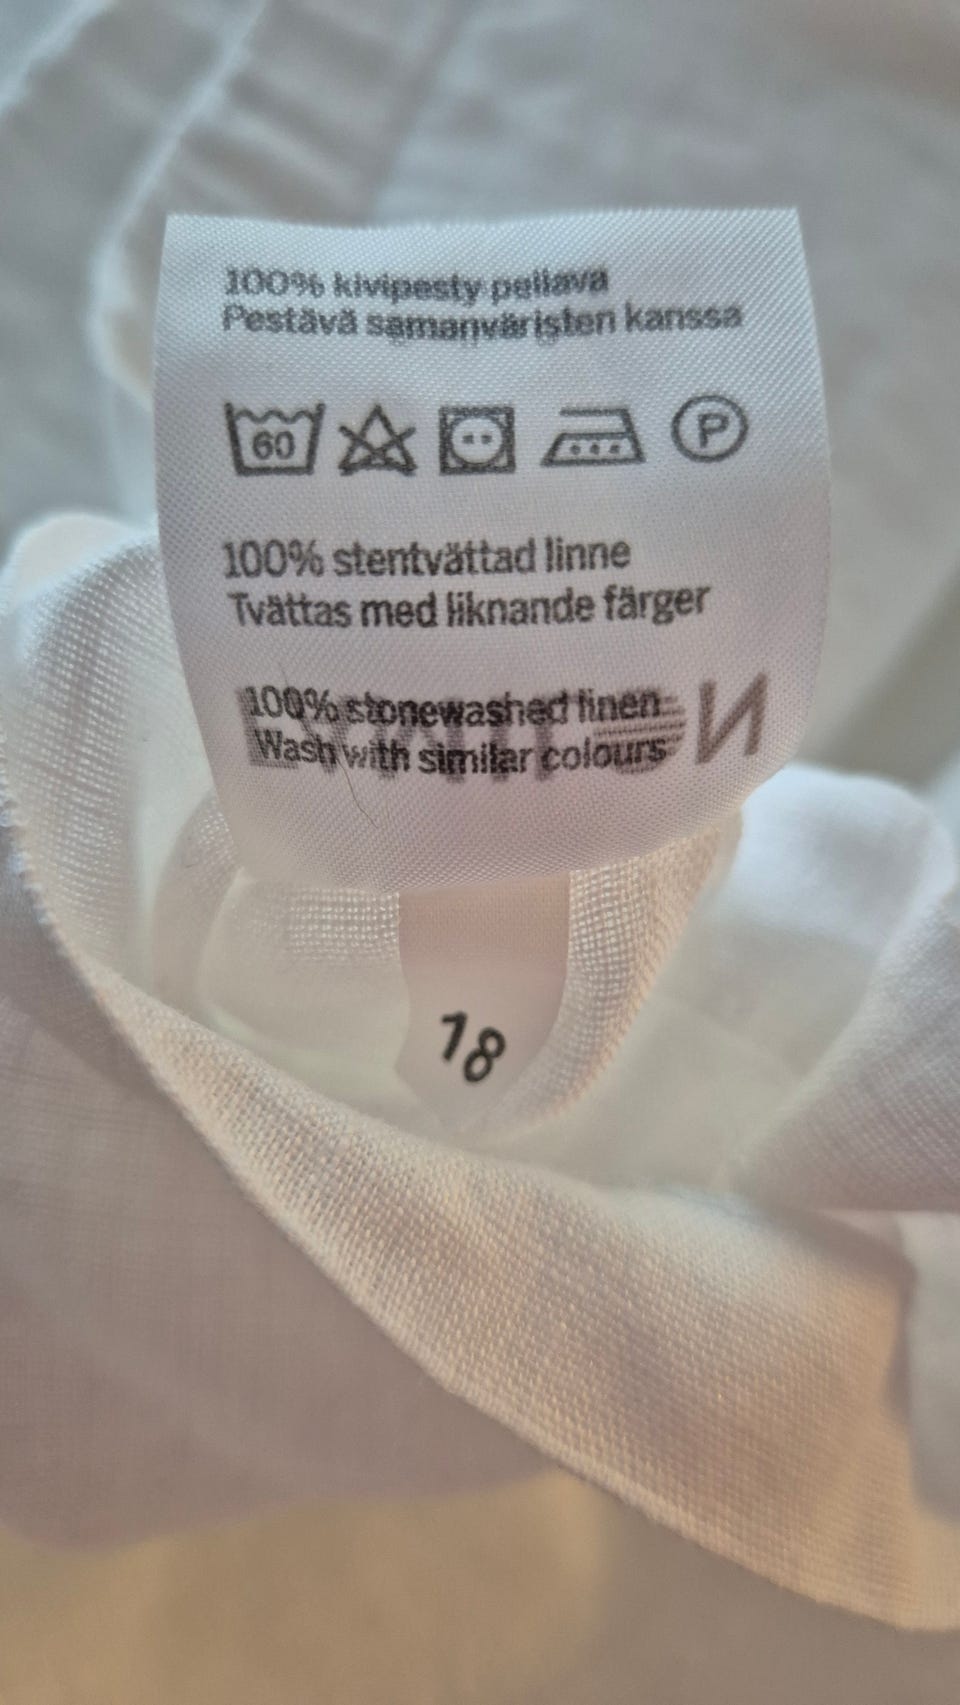 100% kivipesty pellava
Pestävä samanväristen kanssa
60
P
100% stentvättad linne
Tvättas med liknande färger
100% stonewashed linen
Wash with similar colours
18